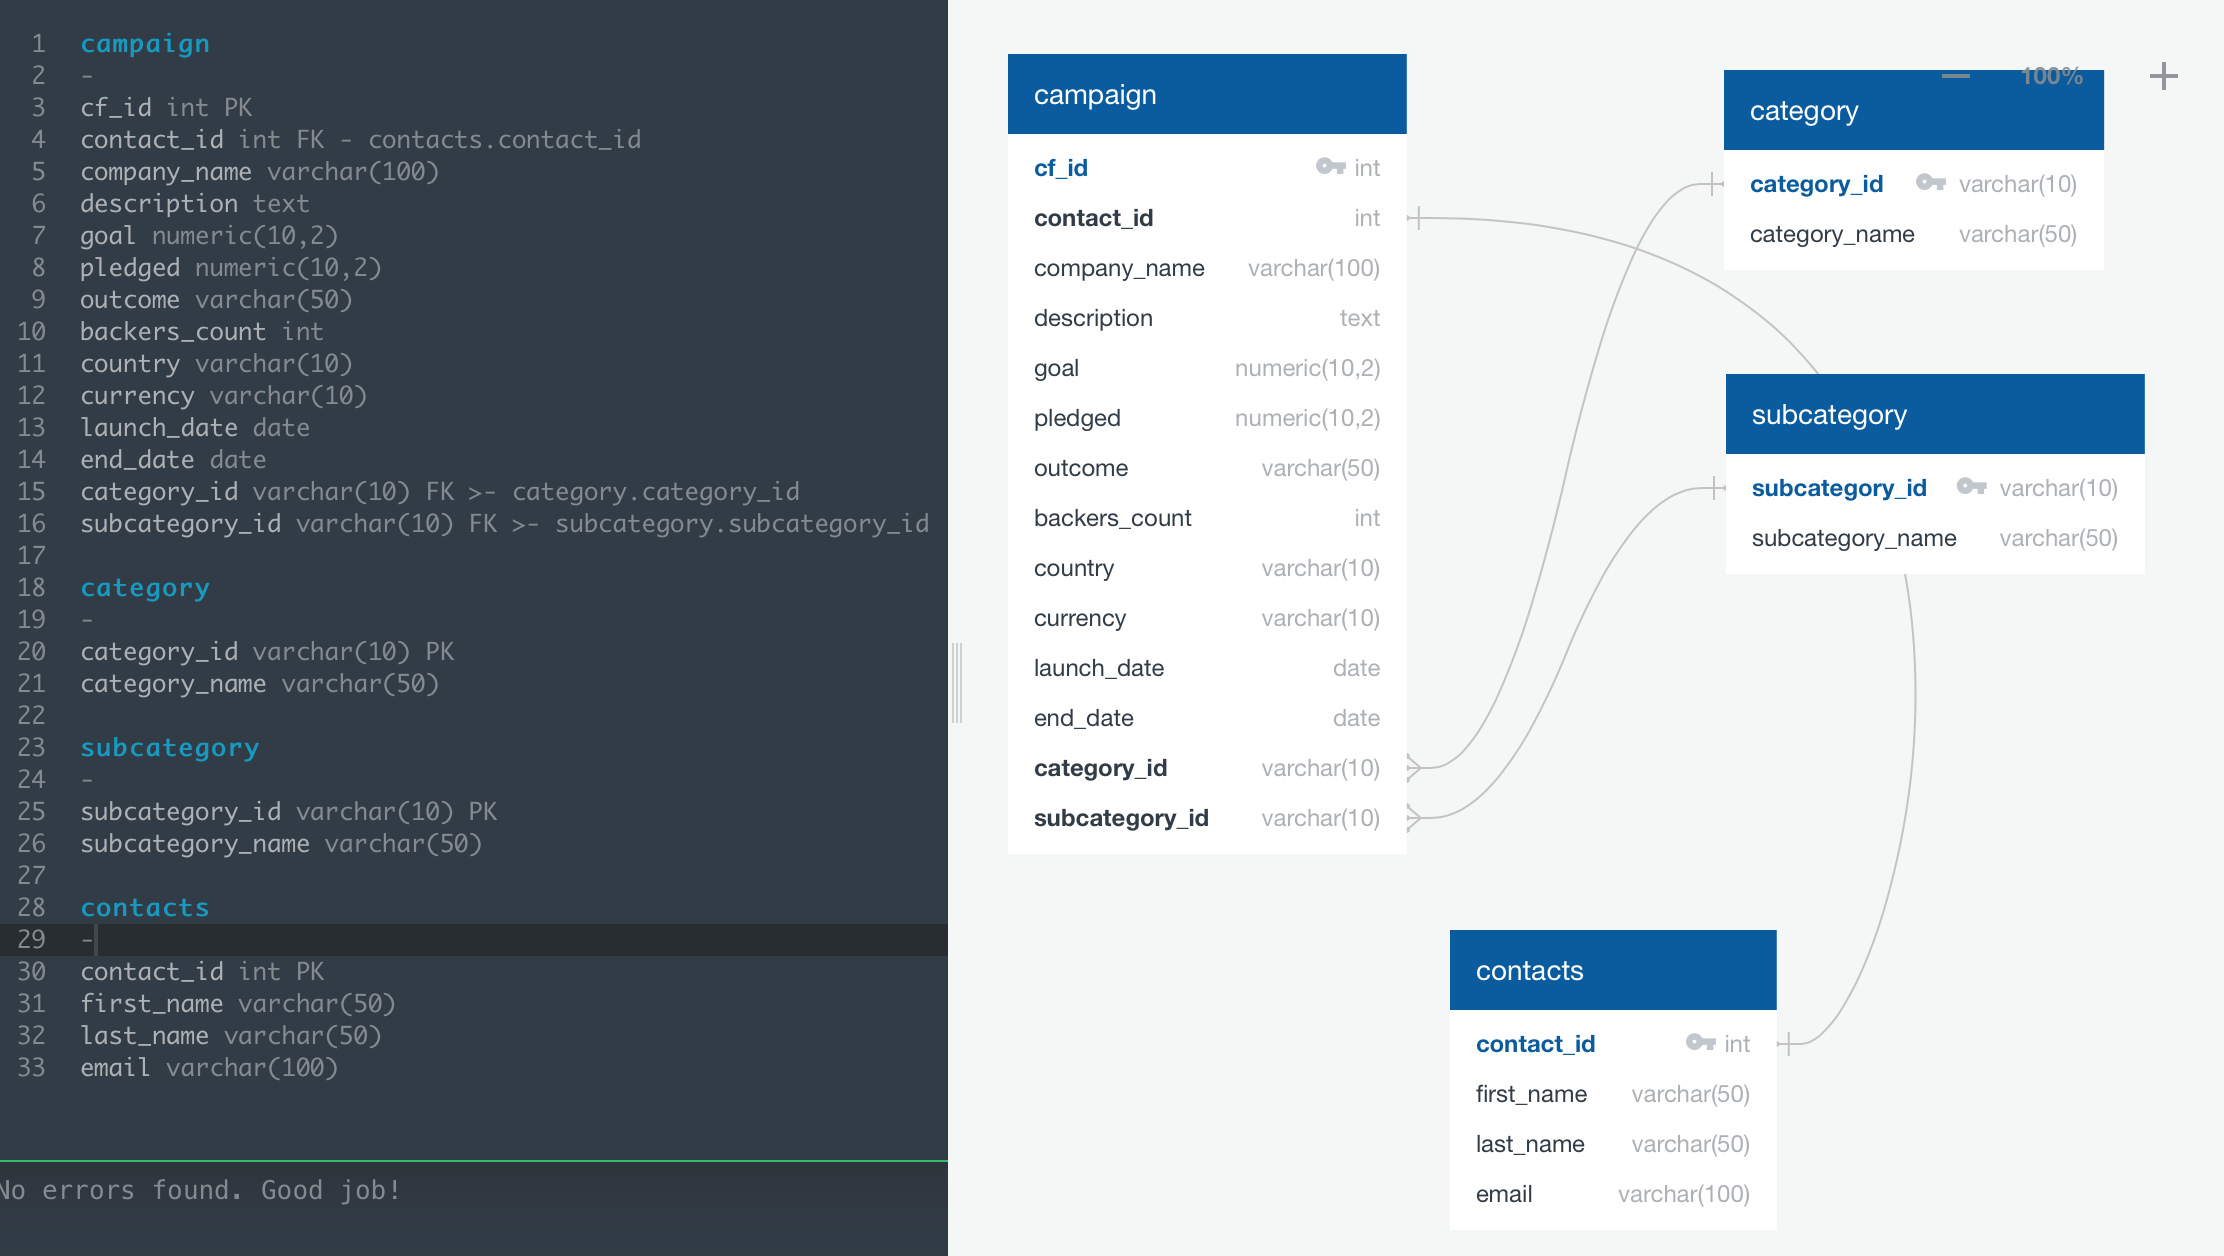 1 campaign
2 -
3 cf_id int PK
4 contact_id int FK - contacts.contact_id
5 company_name varchar(100)
6 description text
7 goal numeric(10,2)
8 pledged numeric(10,2)
9 outcome varchar(50)
10 backers_count int
11 country varchar(10)
12 currency varchar(10)
13 launch_date date
14 end_date date
15 category_id varchar(10) FK >- category.category_id
16 subcategory_id varchar(10) FK >- subcategory.subcategory_id
17
18 category
19 -
20 category_id varchar(10) PK
21 category_name varchar(50)
22
23 subcategory
24 -
25 subcategory_id varchar(10) PK
26 subcategory_name varchar(50)
27
28 contacts
29 -
30 contact_id int PK
31 first_name varchar(50)
32 last_name varchar(50)
33 email varchar(100)
No errors found. Good job!
campaign
cf_id int
contact_id int
company_name varchar(100)
description text
goal numeric(10,2)
pledged numeric(10,2)
outcome varchar(50)
backers_count int
country varchar(10)
currency varchar(10)
launch_date date
end_date date
category_id varchar(10)
subcategory_id varchar(10)
100%
category
category_id varchar(10)
category_name varchar(50)
subcategory
subcategory_id varchar(10)
subcategory_name varchar(50)
contacts
contact_id int
first_name varchar(50)
last_name varchar(50)
email varchar(100)